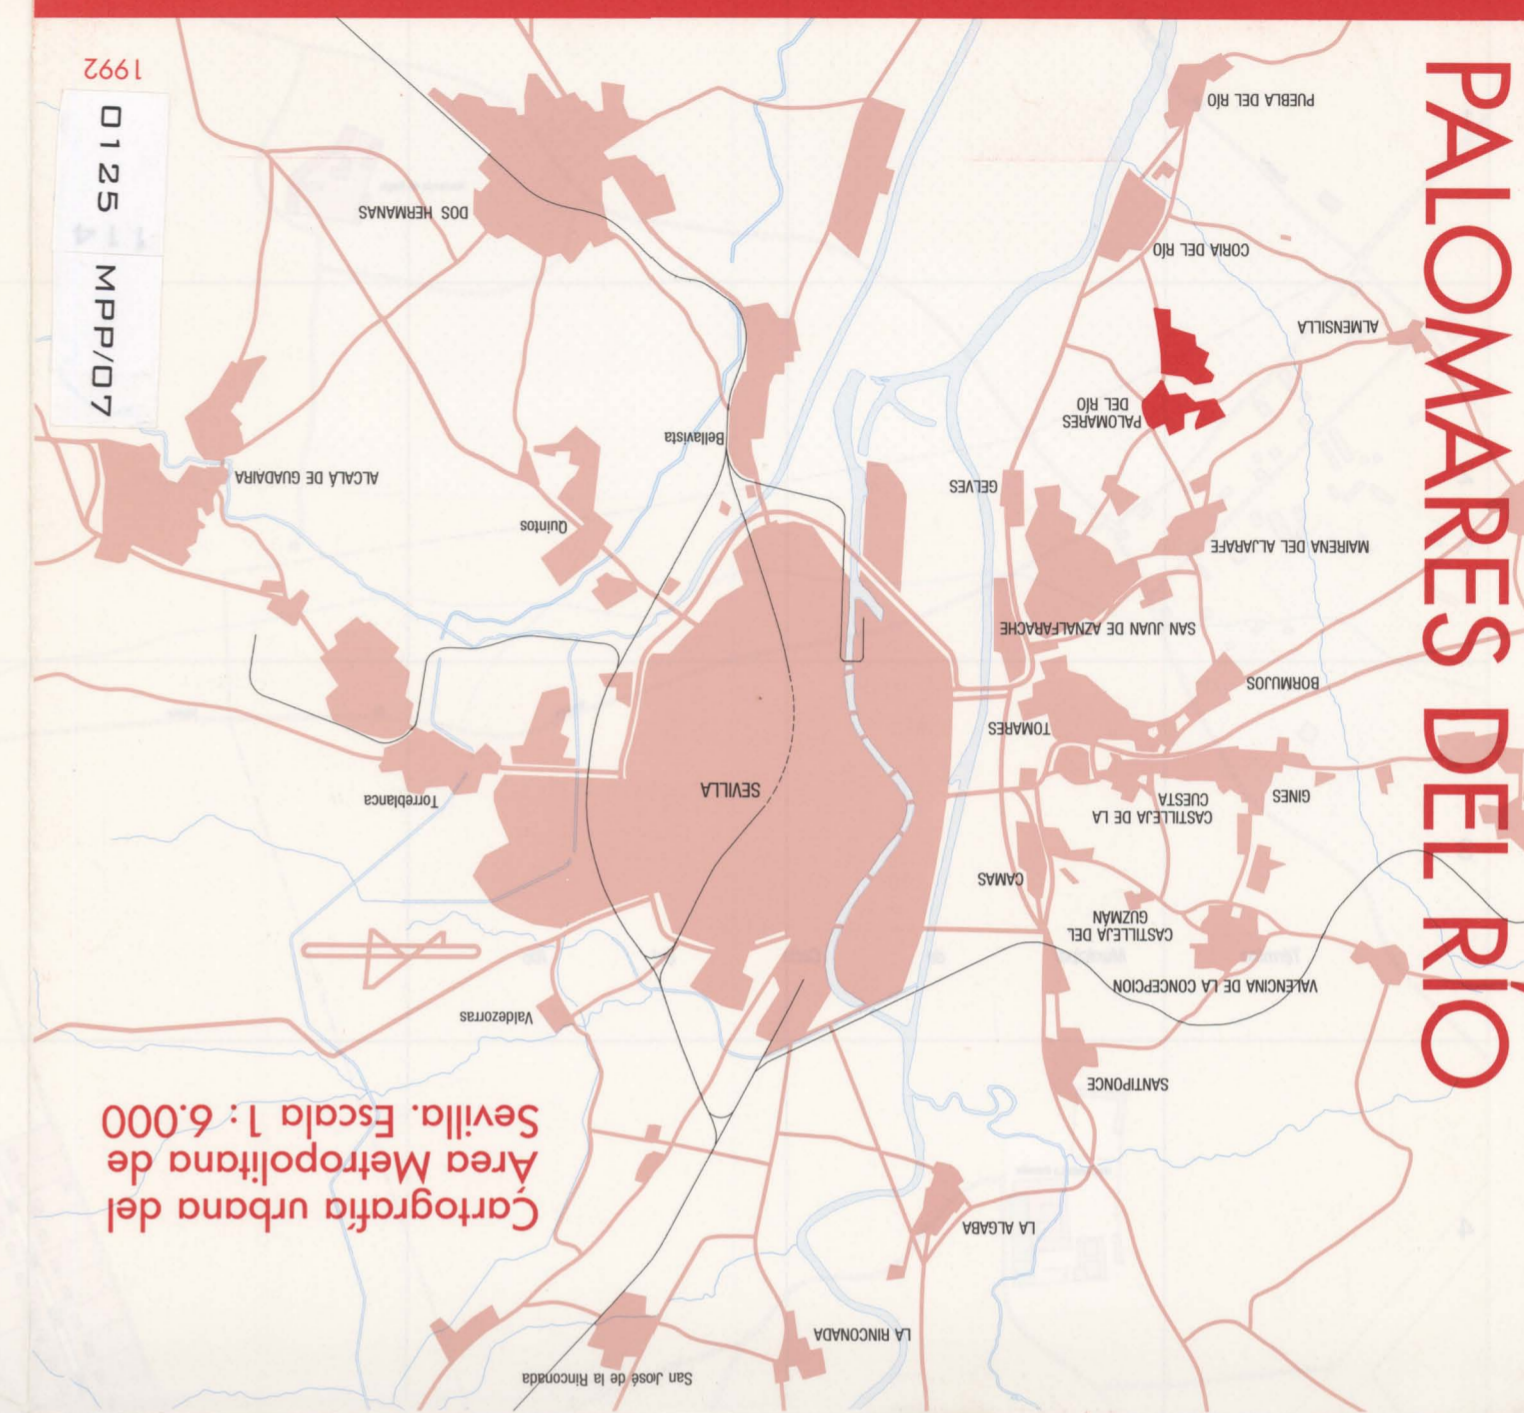 PALOMARES DEL RÍO
Cartografía urbana del
Área Metropolitana de
Sevilla. Escala 1: 6.000
San José de la Rinconada
LA RINCONADA
LA ALGABA
SANTIPONCE
Valdezorras
VALENCINA DE LA CONCEPCION
CASTILLEJA DEL
GUZMÁN
CAMAS
CASTILLEJA DE LA
CUESTA
GINES
Torreblanca
SEVILLA
TOMARES
BORMUJOS
SAN JUAN DE AZNALFARACHE
MAIRENA DEL ALJARAFE
Quintos
GELVES
ALCALÁ DE GUADAIRA
Bellavista
PALOMARES
DEL RÍO
ALMENSILLA
CORIA DEL RÍO
DOS HERMANAS
PUEBLA DEL RÍO
1992
0125 MPP/07